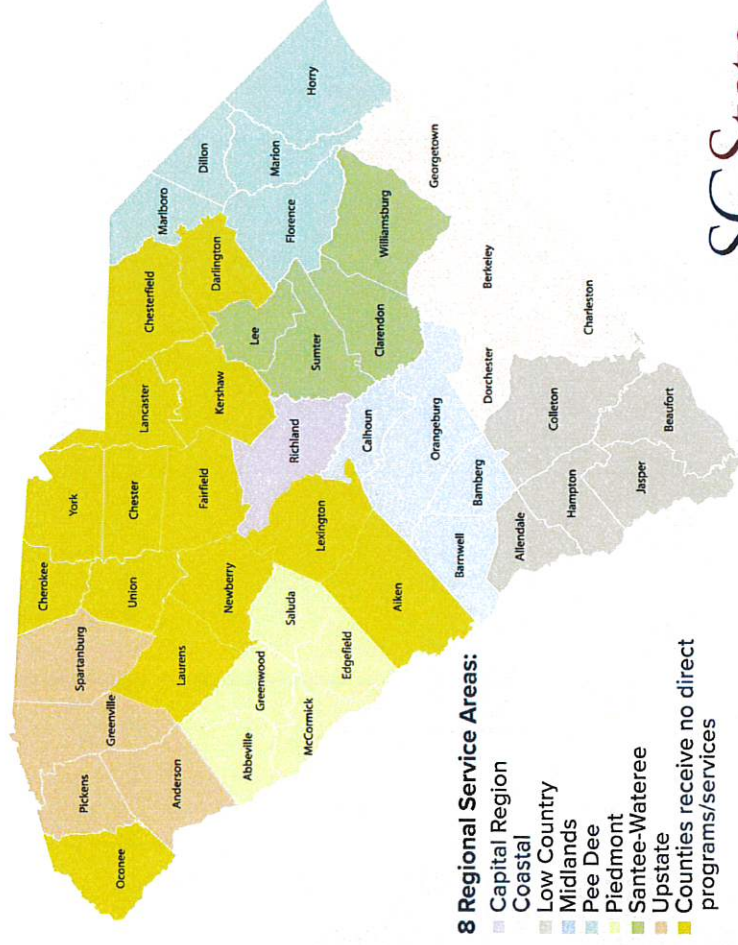 Oconee
Pickens
Greenville
Spartanburg
Cherokee
York
Anderson
Laurens
Union
Chester
Lancaster
Chesterfield
Marlboro
Abbeville
Greenwood
Newberry
Fairfield
Kershaw
Darlington
Dillon
McCormick
Saluda
Edgefield
Lexington
Richland
Lee
Florence
Marion
Horry
Aiken
Calhoun
Sumter
Clarendon
Williamsburg
Georgetown
Barnwell
Bamberg
Orangeburg
Berkeley
Dorchester
Charleston
Allendale
Hampton
Colleton
Jasper
Beaufort
8 Regional Service Areas:
Capital Region
Coastal
Low Country
Midlands
Pee Dee
Piedmont
Santee-Wateree
Upstate
Counties receive no direct
programs/services
SC State